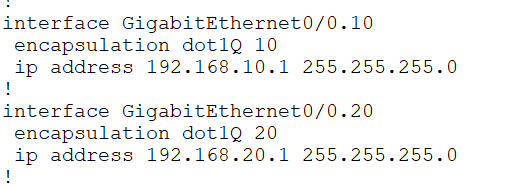 !
interface GigabitEthernet0/0.10
 encapsulation dot1Q 10
 ip address 192.168.10.1 255.255.255.0
!
interface GigabitEthernet0/0.20
 encapsulation dot1Q 20
 ip address 192.168.20.1 255.255.255.0
!